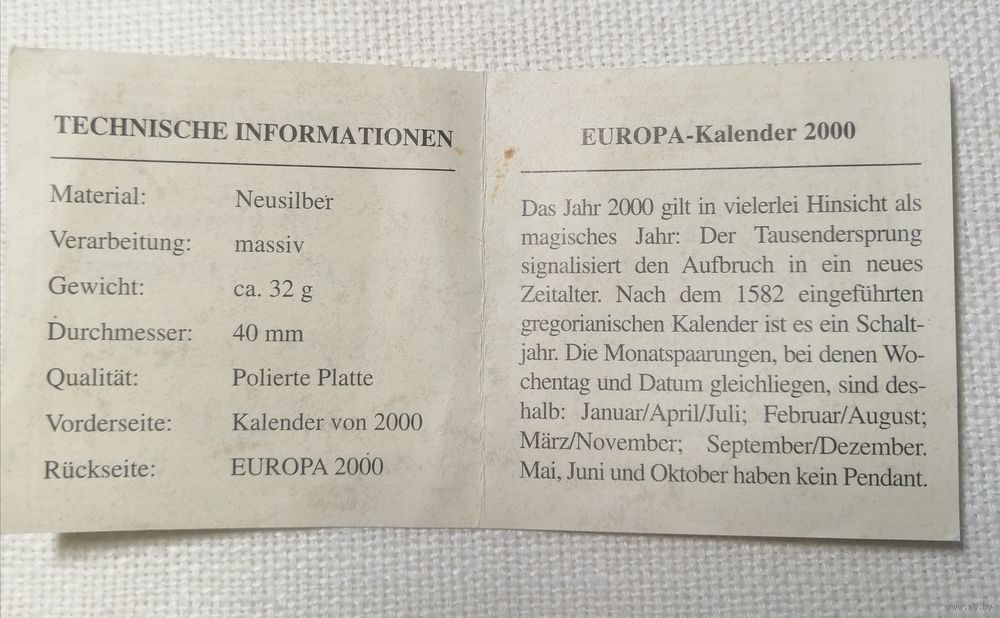 TECHNISCHE INFORMATIONEN
Material: Neusilber
Verarbeitung: massiv
Gewicht: ca. 32 g
Durchmesser: 40 mm
Qualität: Polierte Platte
Vorderseite: Kalender von 2000
Rückseite: EUROPA 2000
EUROPA-Kalender 2000
Das Jahr 2000 gilt in vielerlei Hinsicht als
magisches Jahr: Der Tausendersprung
signalisiert den Aufbruch in ein neues
Zeitalter. Nach dem 1582 eingeführten
gregorianischen Kalender ist es ein Schalt-
jahr. Die Monatspaarungen, bei denen Wo-
chentag und Datum gleichliegen, sind des-
halb: Januar/April/Juli; Februar/August;
März/November; September/Dezember.
Mai, Juni und Oktober haben kein Pendant.
www.ay.by